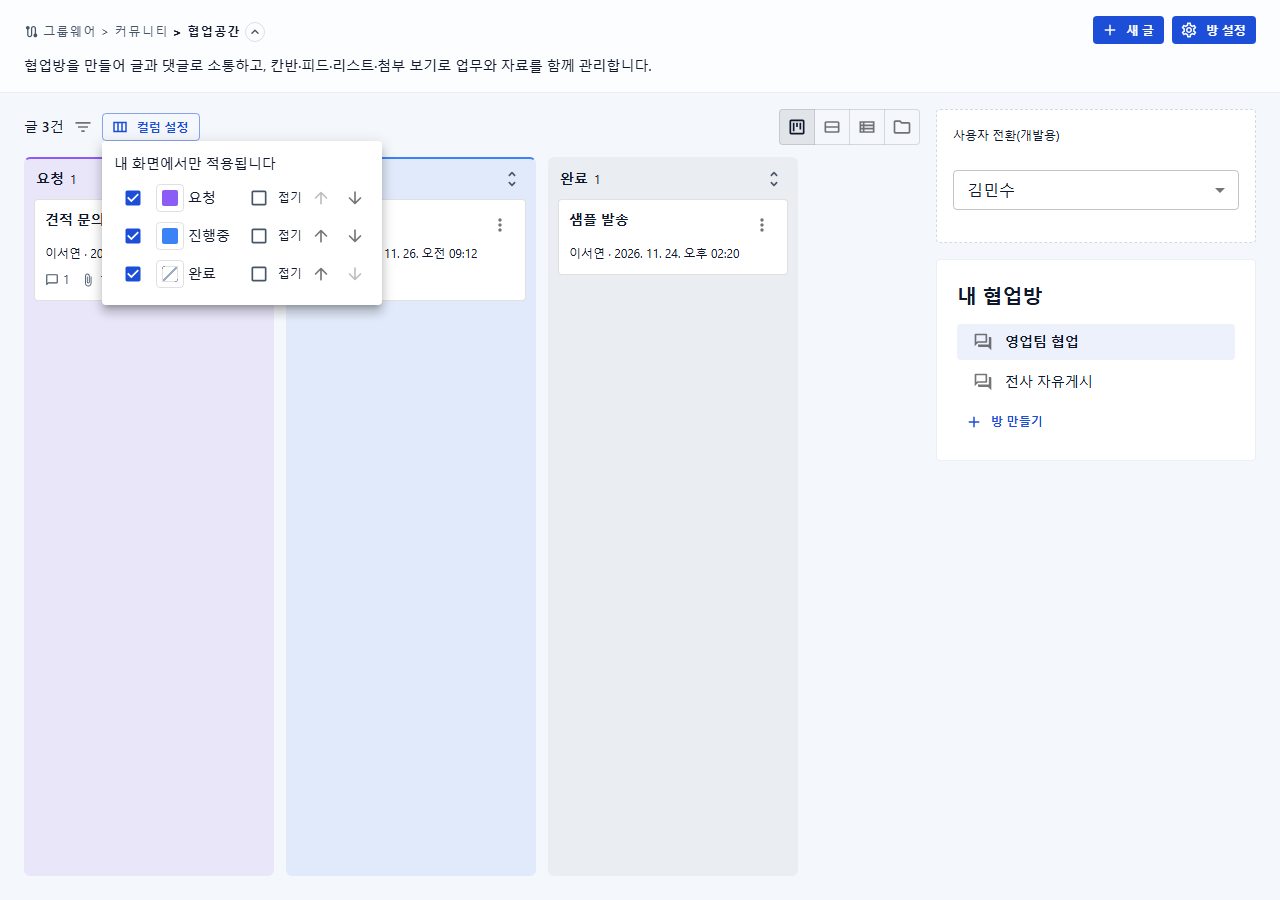 그룹웨어 > 커뮤니티 > 협업공간
새 글
방 설정
협업방을 만들어 글과 댓글로 소통하고, 칸반·피드·리스트·첨부 보기로 업무와 자료를 함께 관리합니다.
글 3건
컬럼 설정
내 화면에서만 적용됩니다
요청 접기
진행중 접기
완료 접기
요청 1
견적 문의
이서연 · 20
1
11. 26. 오전 09:12
완료 1
샘플 발송
이서연 · 2026. 11. 24. 오후 02:20
사용자 전환(개발용)
김민수
내 협업방
영업팀 협업
전사 자유게시
방 만들기